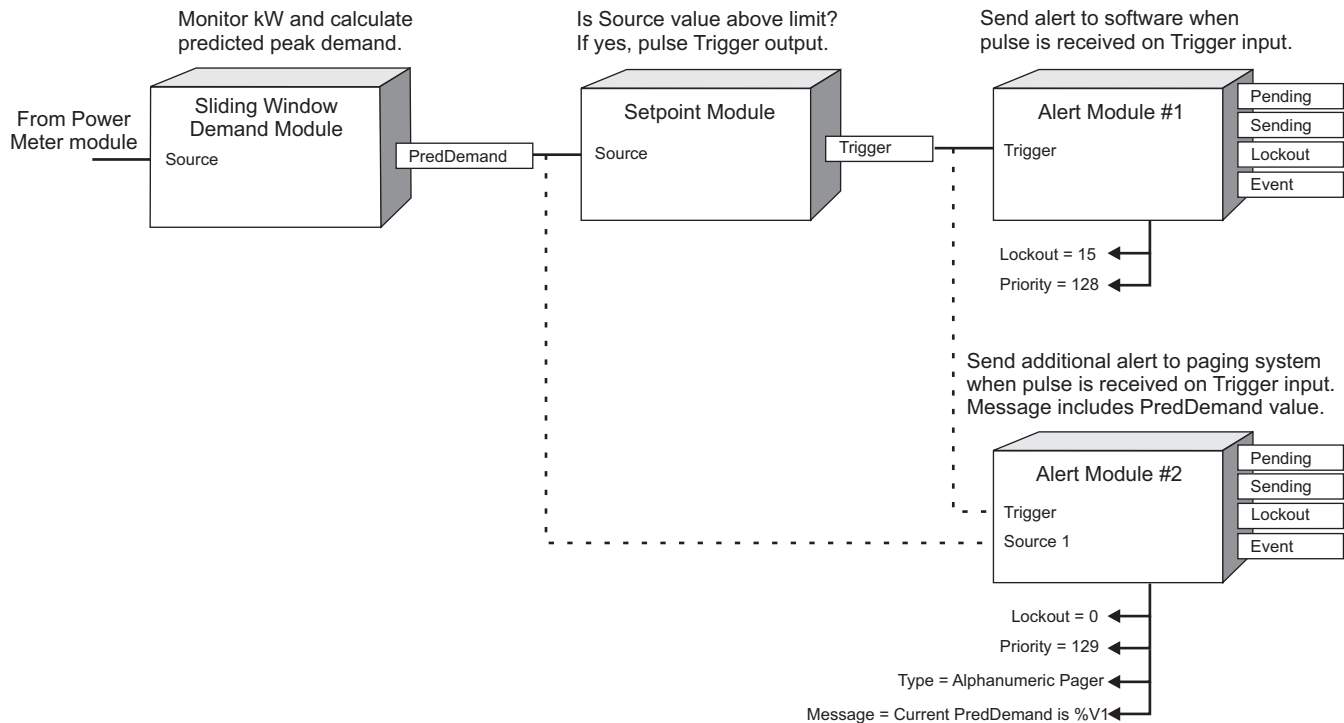 Monitor kW and calculate
predicted peak demand.
Is Source value above limit?
If yes, pulse Trigger output.
Send alert to software when
pulse is received on Trigger input.
From Power
Meter module
Sliding Window
Demand Module
Source
PredDemand
Setpoint Module
Source
Trigger
Alert Module #1
Trigger
Pending
Sending
Lockout
Event
Lockout = 15
Priority = 128
Send additional alert to paging system
when pulse is received on Trigger input.
Message includes PredDemand value.
Alert Module #2
Trigger
Source 1
Pending
Sending
Lockout
Event
Lockout = 0
Priority = 129
Type = Alphanumeric Pager
Message = Current PredDemand is %V1